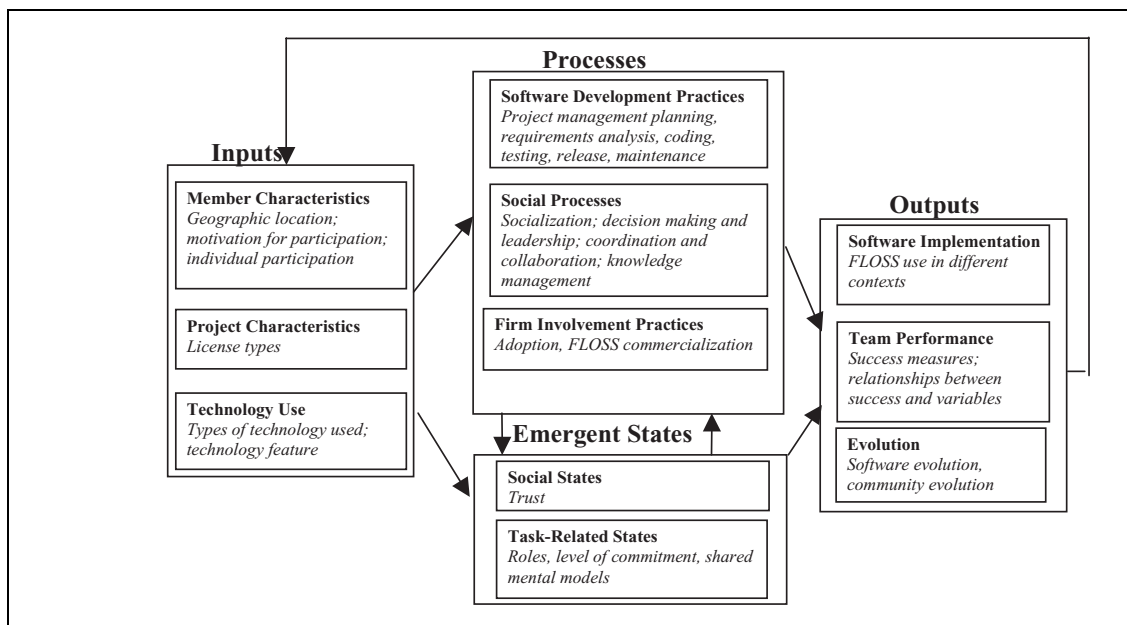 Processes
Software Development Practices
Project management planning,
requirements analysis, coding,
testing, release, maintenance
Social Processes
Socialization; decision making and
leadership; coordination and
collaboration; knowledge
management
Firm Involvement Practices
Adoption, FLOSS commercialization
Inputs
Member Characteristics
Geographic location;
motivation for participation;
individual participation
Project Characteristics
License types
Technology Use
Types of technology used;
technology feature
Emergent States
Social States
Trust
Task-Related States
Roles, level of commitment, shared
mental models
Outputs
Software Implementation
FLOSS use in different
contexts
Team Performance
Success measures;
relationships between
success and variables
Evolution
Software evolution,
community evolution